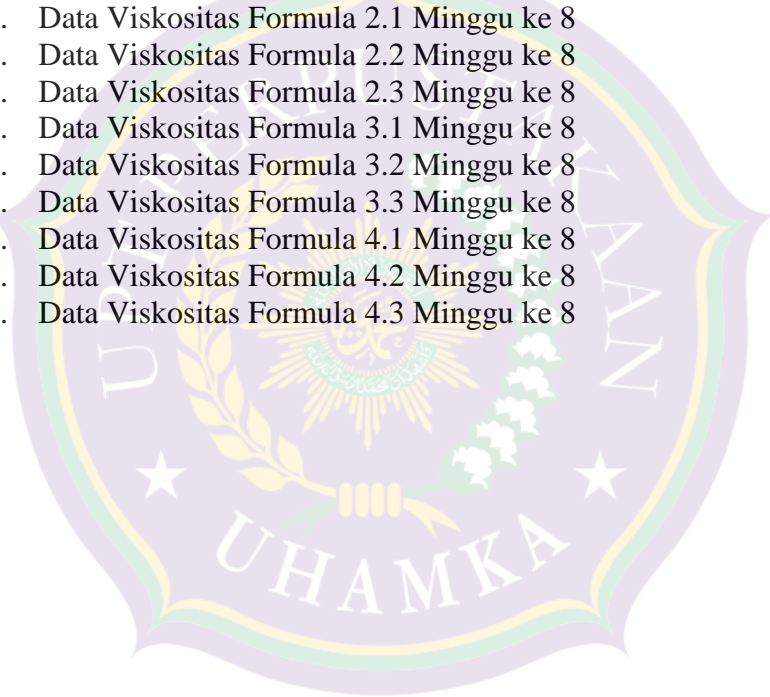 . Data Viskositas Formula 2.1 Minggu ke 8
. Data Viskositas Formula 2.2 Minggu ke 8
. Data Viskositas Formula 2.3 Minggu ke 8
. Data Viskositas Formula 3.1 Minggu ke 8
. Data Viskositas Formula 3.2 Minggu ke 8
. Data Viskositas Formula 3.3 Minggu ke 8
. Data Viskositas Formula 4.1 Minggu ke 8
. Data Viskositas Formula 4.2 Minggu ke 8
. Data Viskositas Formula 4.3 Minggu ke 8
UPT PERPUSTAKAAN
UHAMKA